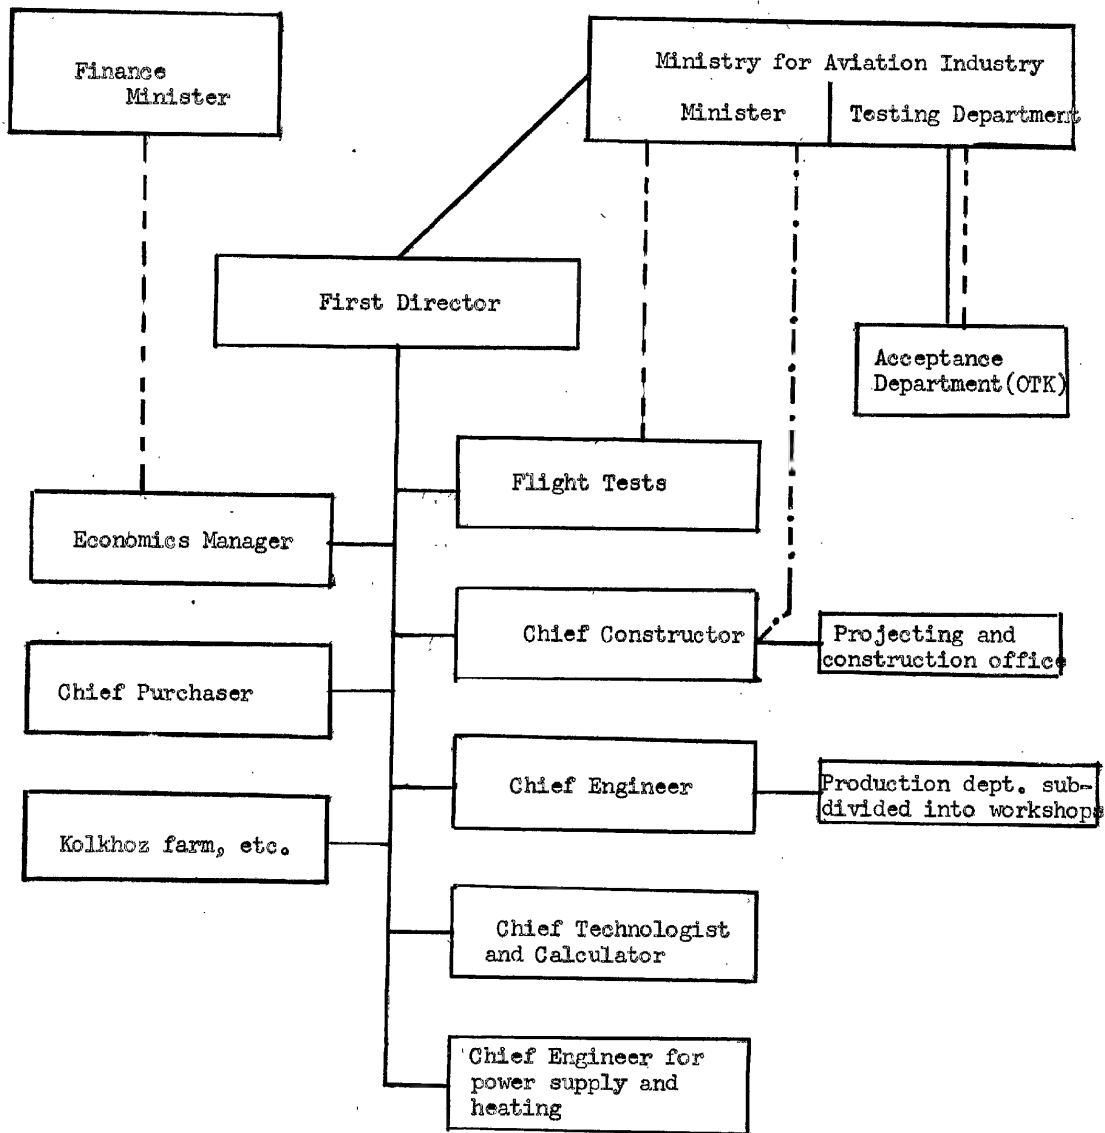 Finance
Minister
Ministry for Aviation Industry
Minister
Testing Department
First Director
Acceptance
Department(OTK)
Flight Tests
Economics Manager
Chief Constructor
Projecting and
construction office
Chief Purchaser
Chief Engineer
Production dept. sub-
divided into workshops
Kolkhoz farm, etc.
Chief Technologist
and Calculator
Chief Engineer for
power supply and
heating